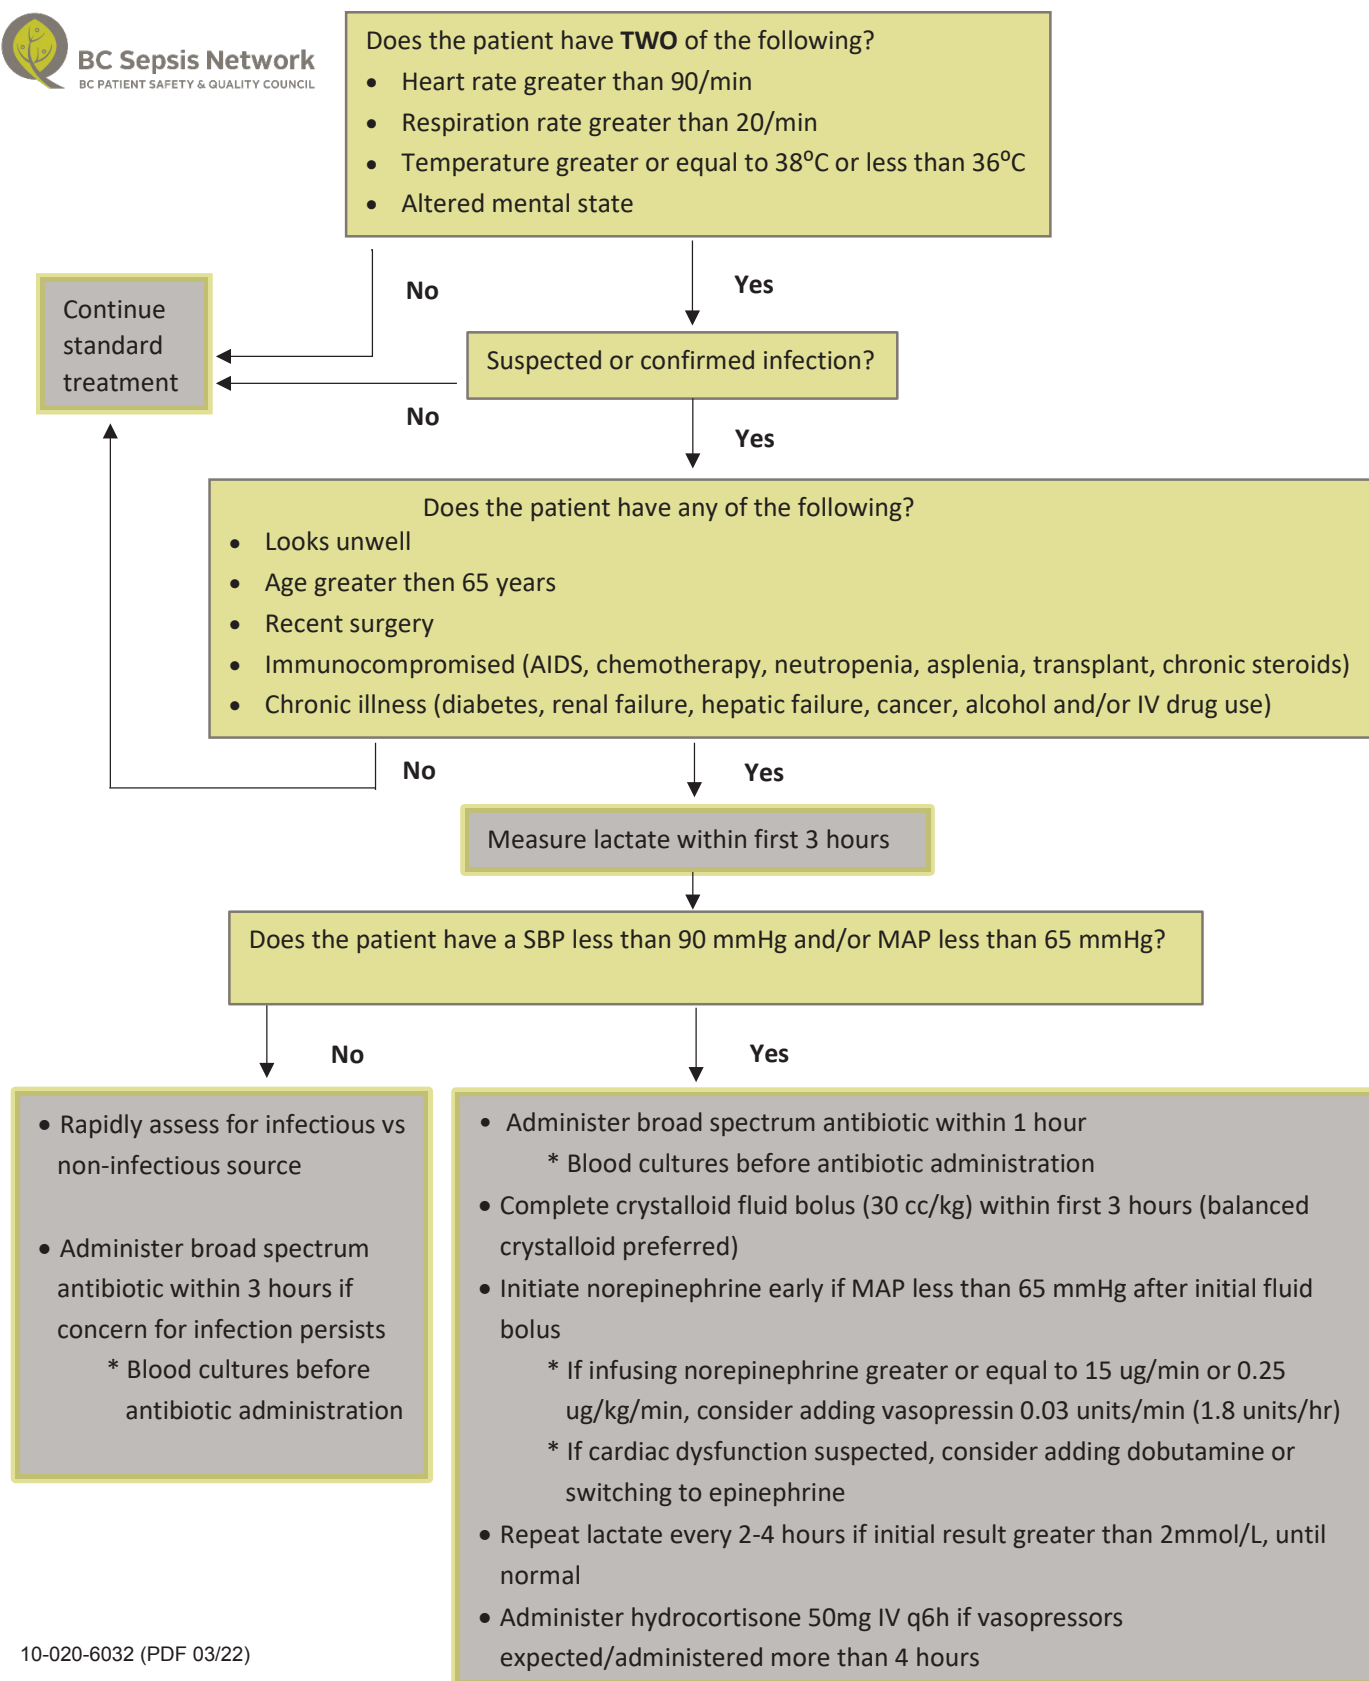 BC Sepsis Network
BC PATIENT SAFETY & QUALITY COUNCIL
Does the patient have TWO of the following?
• Heart rate greater than 90/min
• Respiration rate greater than 20/min
• Temperature greater or equal to 38⁰C or less than 36⁰C
• Altered mental state
No
Yes
Continue
standard
treatment
Suspected or confirmed infection?
No
Yes
Does the patient have any of the following?
• Looks unwell
• Age greater then 65 years
• Recent surgery
• Immunocompromised (AIDS, chemotherapy, neutropenia, asplenia, transplant, chronic steroids)
• Chronic illness (diabetes, renal failure, hepatic failure, cancer, alcohol and/or IV drug use)
No
Yes
Measure lactate within first 3 hours
Does the patient have a SBP less than 90 mmHg and/or MAP less than 65 mmHg?
No
Yes
• Rapidly assess for infectious vs
non-infectious source
• Administer broad spectrum
antibiotic within 3 hours if
concern for infection persists
* Blood cultures before
antibiotic administration
• Administer broad spectrum antibiotic within 1 hour
* Blood cultures before antibiotic administration
• Complete crystalloid fluid bolus (30 cc/kg) within first 3 hours (balanced
crystalloid preferred)
• Initiate norepinephrine early if MAP less than 65 mmHg after initial fluid
bolus
* If infusing norepinephrine greater or equal to 15 ug/min or 0.25
ug/kg/min, consider adding vasopressin 0.03 units/min (1.8 units/hr)
* If cardiac dysfunction suspected, consider adding dobutamine or
switching to epinephrine
• Repeat lactate every 2-4 hours if initial result greater than 2mmol/L, until
normal
• Administer hydrocortisone 50mg IV q6h if vasopressors
expected/administered more than 4 hours
10-020-6032 (PDF 03/22)